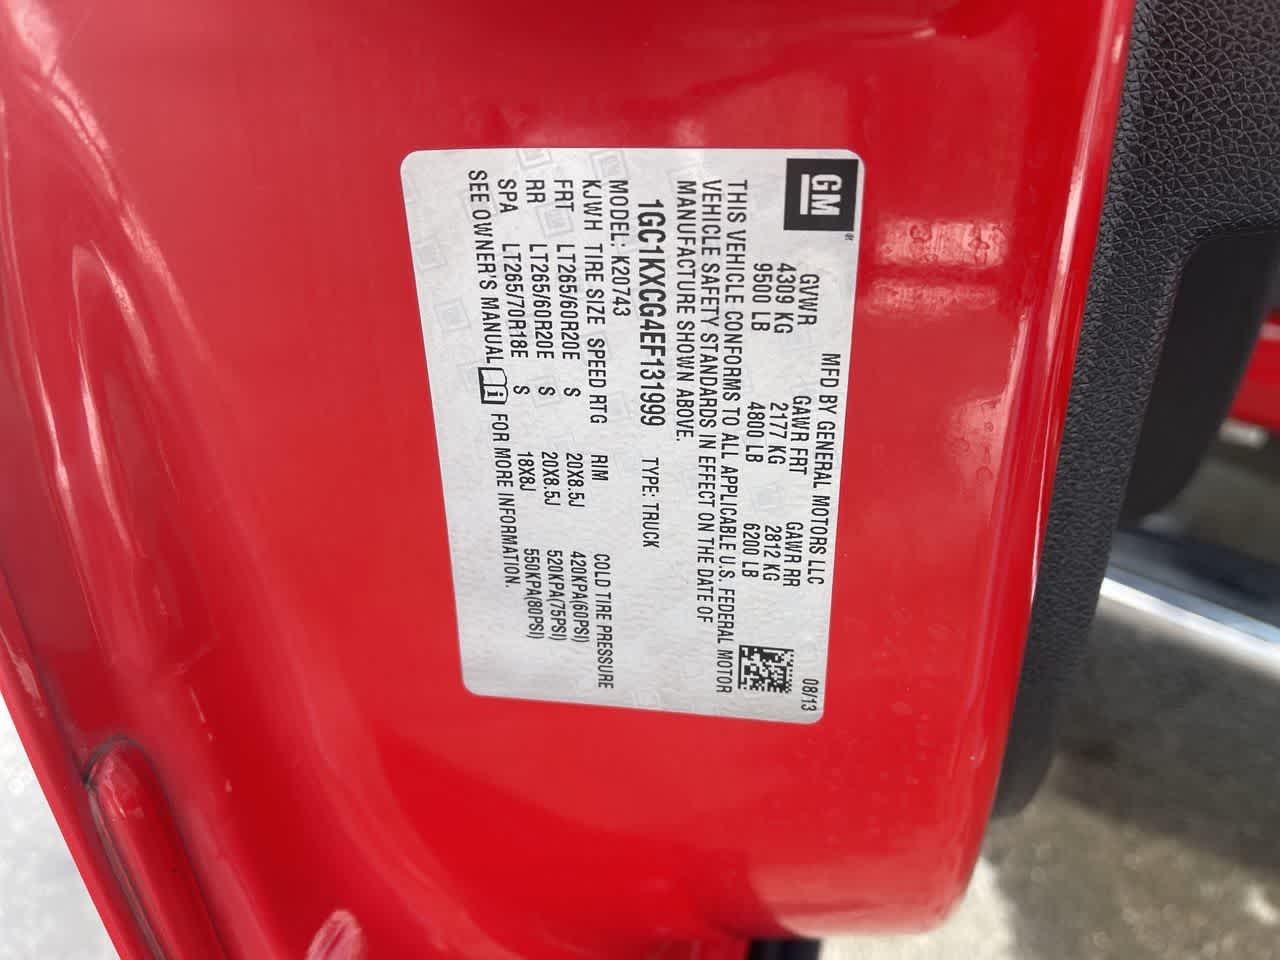 GM
MFD BY GENERAL MOTORS LLC 08/13
GVWR GAWR FRT GAWR RR
4309 KG 2177 KG 2812 KG
9500 LB 4800 LB 6200 LB
THIS VEHICLE CONFORMS TO ALL APPLICABLE U.S. FEDERAL MOTOR
VEHICLE SAFETY STANDARDS IN EFFECT ON THE DATE OF
MANUFACTURE SHOWN ABOVE.
1GC1KXCG4EF131999 TYPE: TRUCK
MODEL: K20743
KJWH TIRE SIZE SPEED RTG RIM COLD TIRE PRESSURE
FRT LT265/60R20E S 20X8.5J 420KPA(60PSI)
RR LT265/60R20E S 20X8.5J 520KPA(75PSI)
SPA LT265/70R18E S 18X8J 550KPA(80PSI)
SEE OWNER'S MANUAL i FOR MORE INFORMATION.